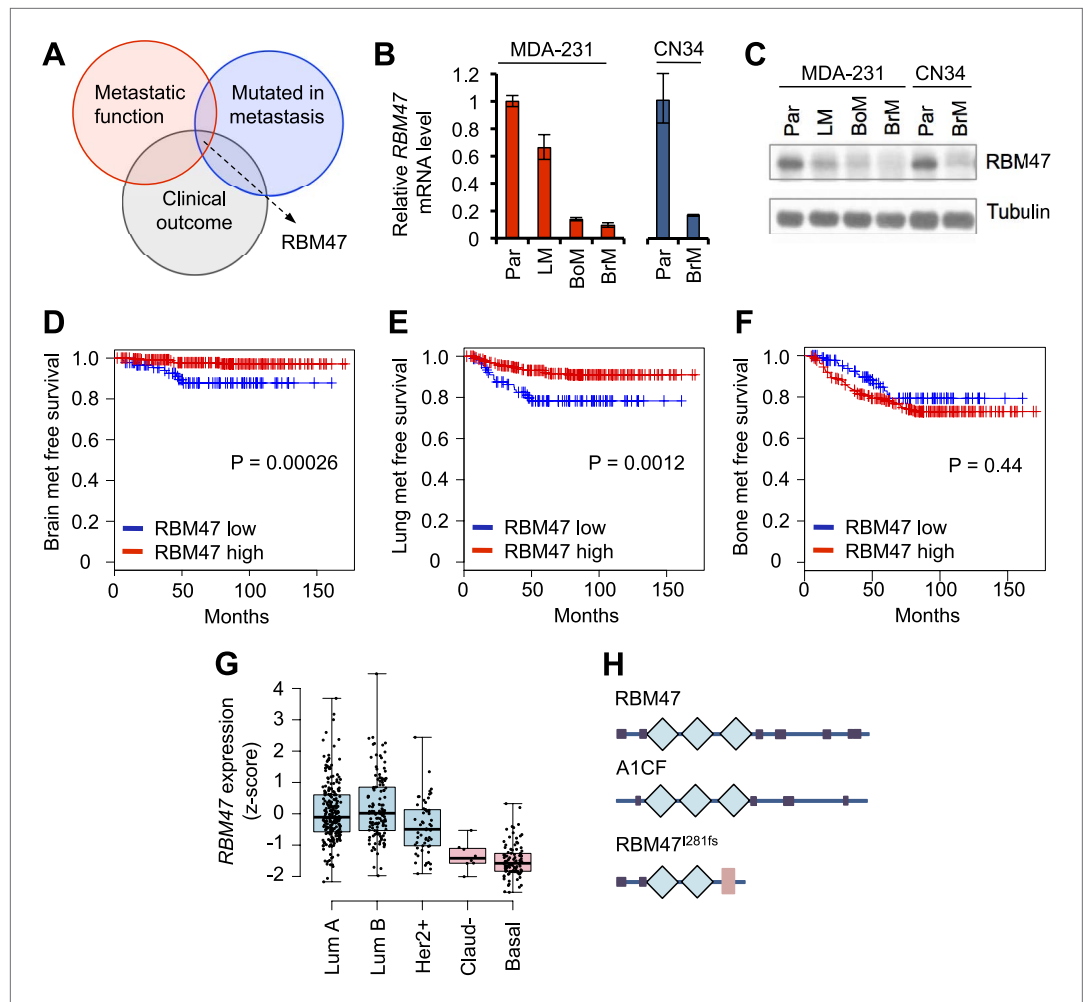 A
Metastatic
function
Mutated in
metastasis
Clinical
outcome
RBM47
B
MDA-231
CN34
Relative RBM47
mRNA level
1.2
1
0.8
0.6
0.4
0.2
0
Par
LM
BoM
BrM
Par
BrM
C
MDA-231
CN34
Par
LM
BoM
BrM
Par
BrM
RBM47
Tubulin
D
Brain met free survival
1.0
0.8
0.4
0.2
0
P = 0.00026
RBM47 low
RBM47 high
0
50
100
150
Months
E
Lung met free survival
1.0
0.8
0.4
0.2
0
P = 0.0012
RBM47 low
RBM47 high
0
50
100
150
Months
F
Bone met free survival
1.0
0.8
0.4
0.2
0
P = 0.44
RBM47 low
RBM47 high
0
50
100
150
Months
G
RBM47 expression
(z-score)
4
3
2
1
0
-1
-2
Lum A
Lum B
Her2+
Claud-
Basal
H
RBM47
A1CF
RBM47I281fs